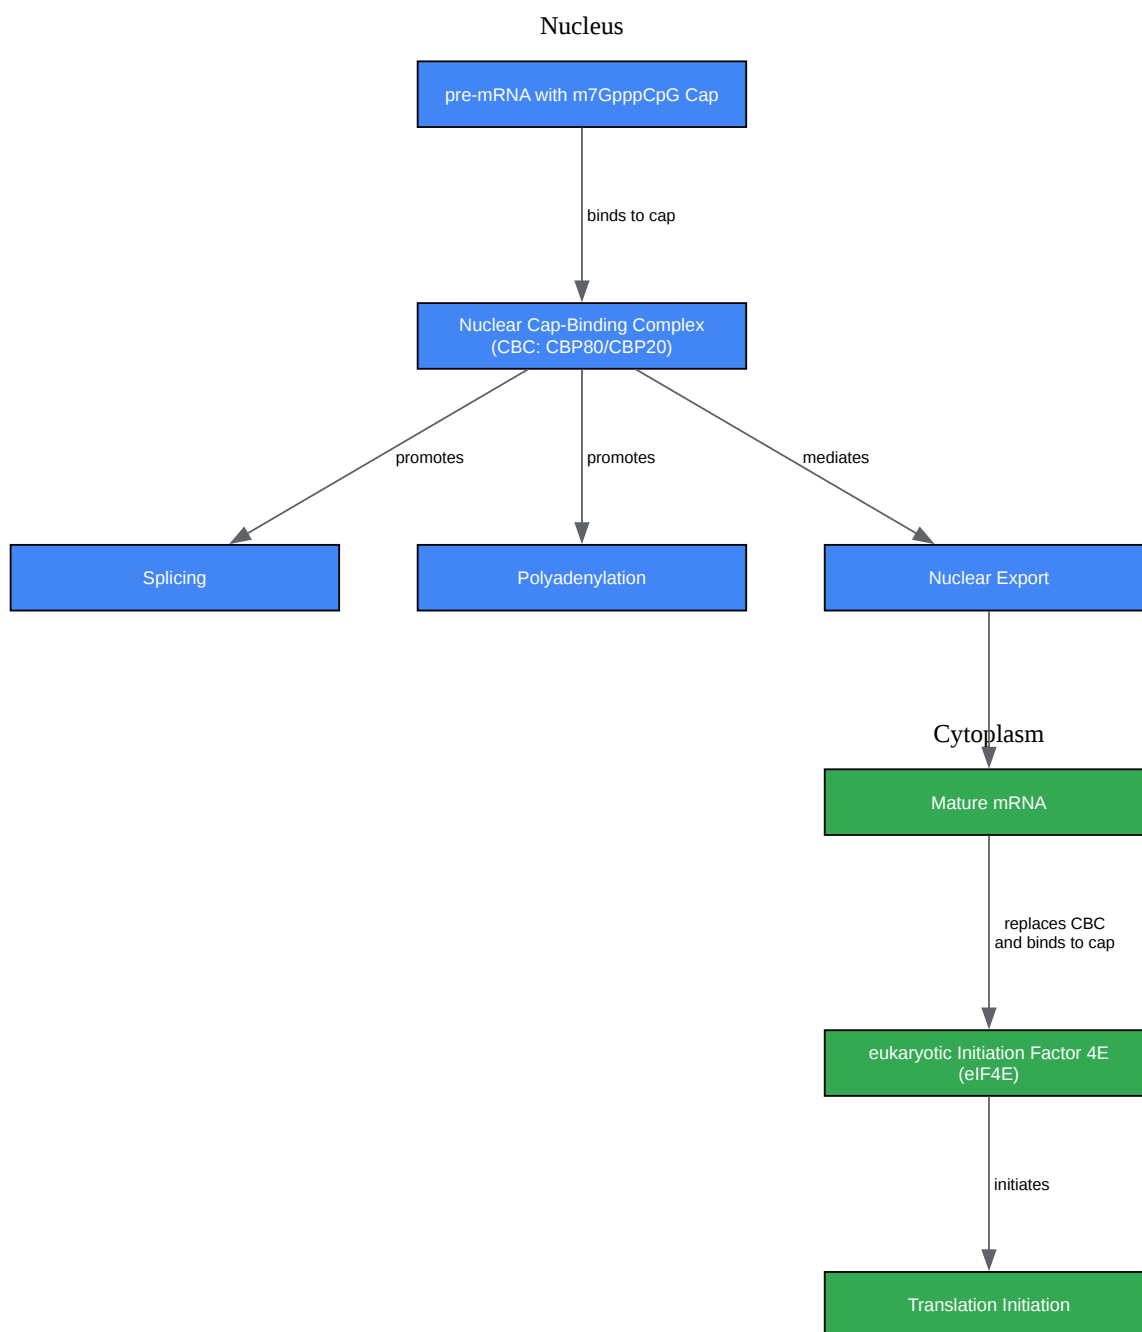 Nucleus
pre-mRNA with m7GpppCpG Cap
binds to cap
Nuclear Cap-Binding Complex
(CBC: CBP80/CBP20)
promotes
promotes
mediates
Splicing
Polyadenylation
Nuclear Export
Cytoplasm
Mature mRNA
replaces CBC
and binds to cap
eukaryotic Initiation Factor 4E
(eIF4E)
initiates
Translation Initiation